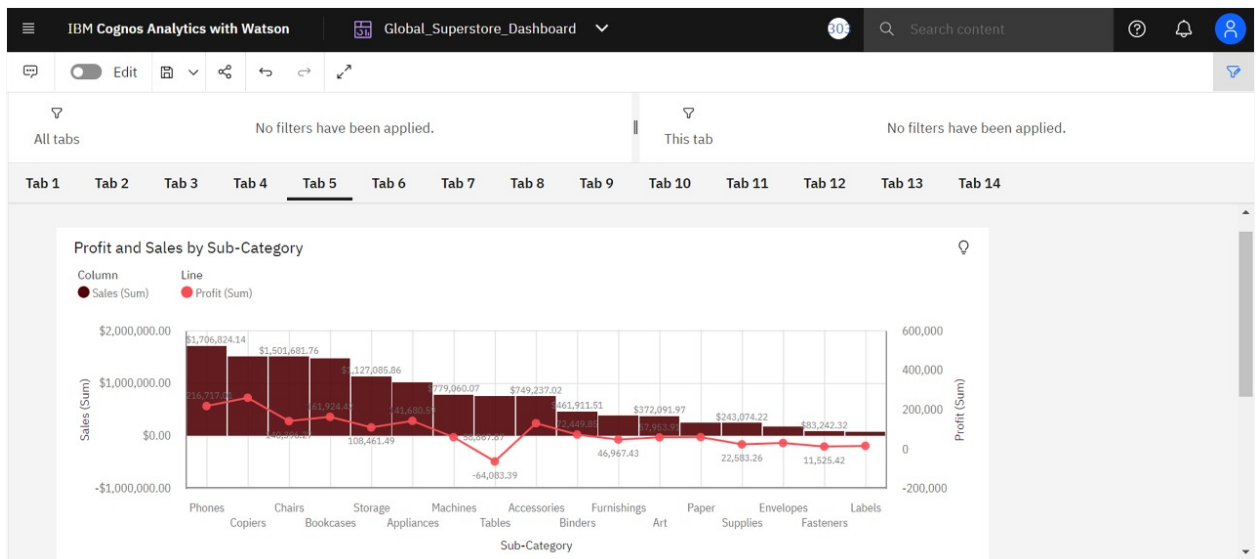 IBM Cognos Analytics with Watson
Global_Superstore_Dashboard
303
Search content
Edit
All tabs
No filters have been applied.
This tab
No filters have been applied.
Tab 1 Tab 2 Tab 3 Tab 4 Tab 5 Tab 6 Tab 7 Tab 8 Tab 9 Tab 10 Tab 11 Tab 12 Tab 13 Tab 14
Profit and Sales by Sub-Category
Column Line
Sales (Sum) Profit (Sum)
$2,000,000.00
$1,000,000.00
$0.00
-$1,000,000.00
Sales (Sum)
$1,706,824.14
$1,501,681.76
$1,127,085.86
$779,060.07
$749,237.02
$461,911.51
$372,091.97
$243,074.22
$83,242.32
108,461.49
-64,083.39
46,967.43
22,583.26
11,525.42
600,000
400,000
200,000
0
-200,000
Profit (Sum)
Phones Chairs Storage Machines Accessories Furnishings Paper Envelopes Labels
Copiers Bookcases Appliances Tables Binders Art Supplies Fasteners
Sub-Category